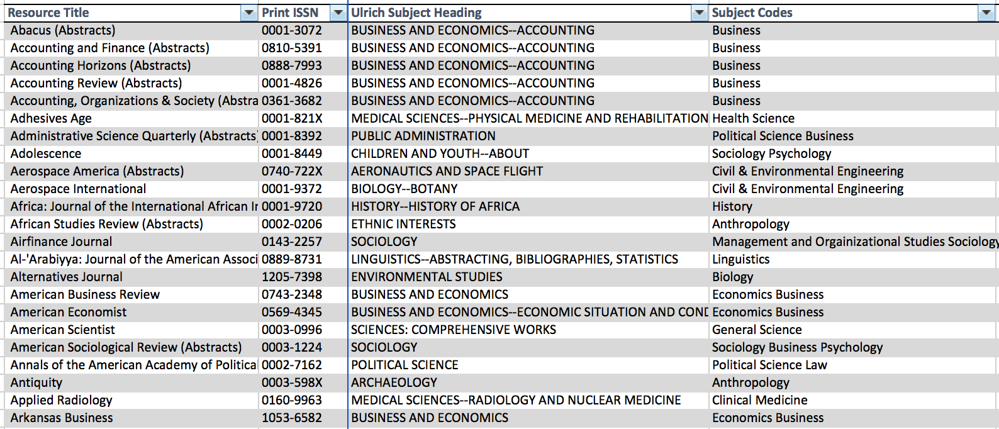 Resource Title Print ISSN Ulrich Subject Heading Subject Codes
Abacus (Abstracts) 0001-3072 BUSINESS AND ECONOMICS--ACCOUNTING Business
Accounting and Finance (Abstracts) 0810-5391 BUSINESS AND ECONOMICS--ACCOUNTING Business
Accounting Horizons (Abstracts) 0888-7993 BUSINESS AND ECONOMICS--ACCOUNTING Business
Accounting Review (Abstracts) 0001-4826 BUSINESS AND ECONOMICS--ACCOUNTING Business
Accounting, Organizations & Society (Abstra 0361-3682 BUSINESS AND ECONOMICS--ACCOUNTING Business
Adhesives Age 0001-821X MEDICAL SCIENCES--PHYSICAL MEDICINE AND REHABILITATION Health Science
Administrative Science Quarterly (Abstracts) 0001-8392 PUBLIC ADMINISTRATION Political Science Business
Adolescence 0001-8449 CHILDREN AND YOUTH--ABOUT Sociology Psychology
Aerospace America (Abstracts) 0740-722X AERONAUTICS AND SPACE FLIGHT Civil & Environmental Engineering
Aerospace International 0001-9372 BIOLOGY--BOTANY Civil & Environmental Engineering
Africa: Journal of the International African In 0001-9720 HISTORY--HISTORY OF AFRICA History
African Studies Review (Abstracts) 0002-0206 ETHNIC INTERESTS Anthropology
Airfinance Journal 0143-2257 SOCIOLOGY Management and Orgainizational Studies Sociology
Al-'Arabiyya: Journal of the American Associ 0889-8731 LINGUISTICS--ABSTRACTING, BIBLIOGRAPHIES, STATISTICS Linguistics
Alternatives Journal 1205-7398 ENVIRONMENTAL STUDIES Biology
American Business Review 0743-2348 BUSINESS AND ECONOMICS Economics Business
American Economist 0569-4345 BUSINESS AND ECONOMICS--ECONOMIC SITUATION AND COND Economics Business
American Scientist 0003-0996 SCIENCES: COMPREHENSIVE WORKS General Science
American Sociological Review (Abstracts) 0003-1224 SOCIOLOGY Sociology Business Psychology
Annals of the American Academy of Political 0002-7162 POLITICAL SCIENCE Political Science Law
Antiquity 0003-598X ARCHAEOLOGY Anthropology
Applied Radiology 0160-9963 MEDICAL SCIENCES--RADIOLOGY AND NUCLEAR MEDICINE Clinical Medicine
Arkansas Business 1053-6582 BUSINESS AND ECONOMICS Economics Business